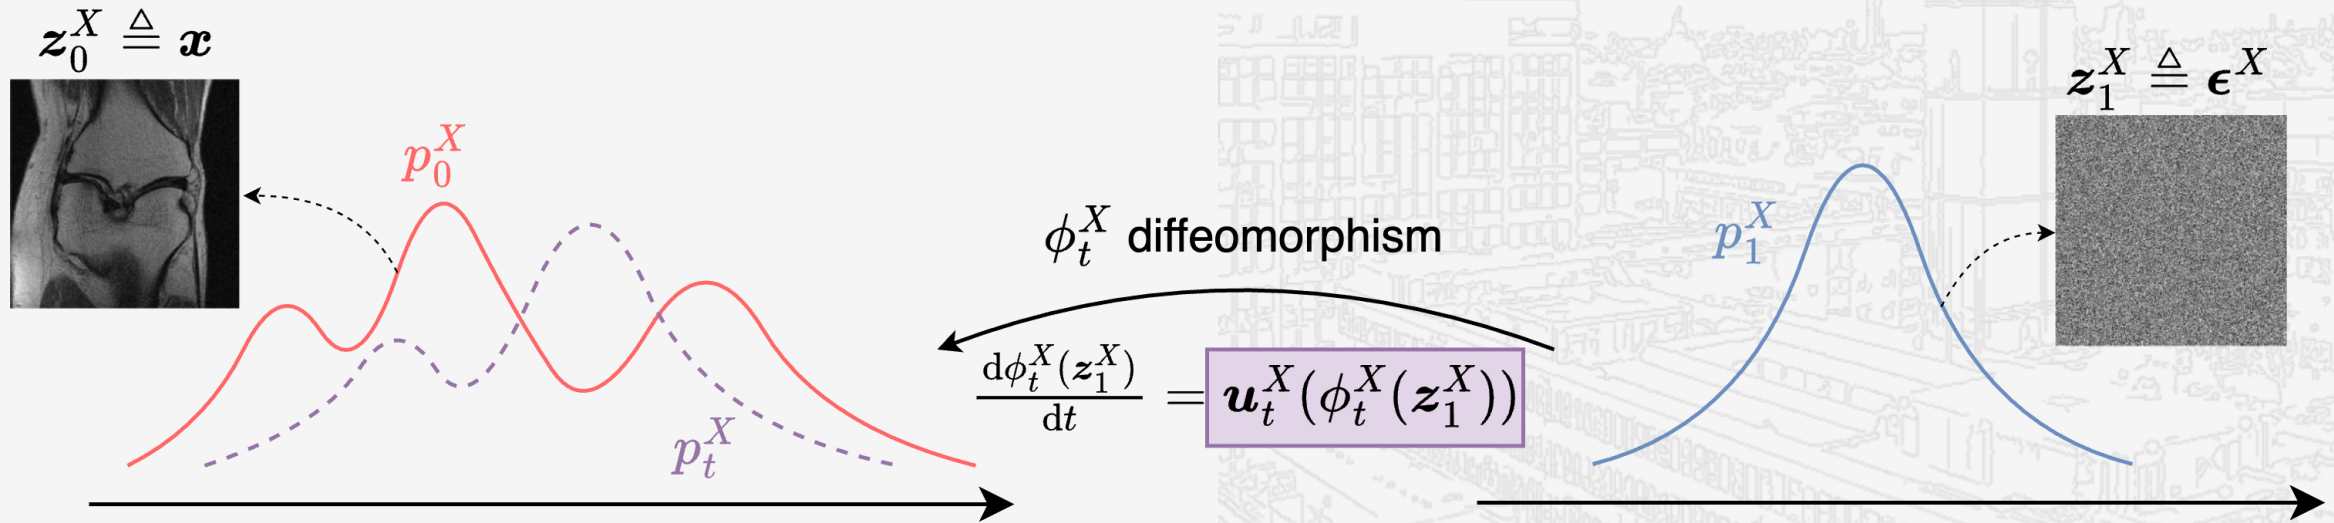 z_0^X ≜ x
z_1^X ≜ ϵ^X
p_0^X
ϕ_t^X diffeomorphism
p_1^X
dϕ_t^X(z_1^X)/dt = u_t^X(ϕ_t^X(z_1^X))
p_t^X